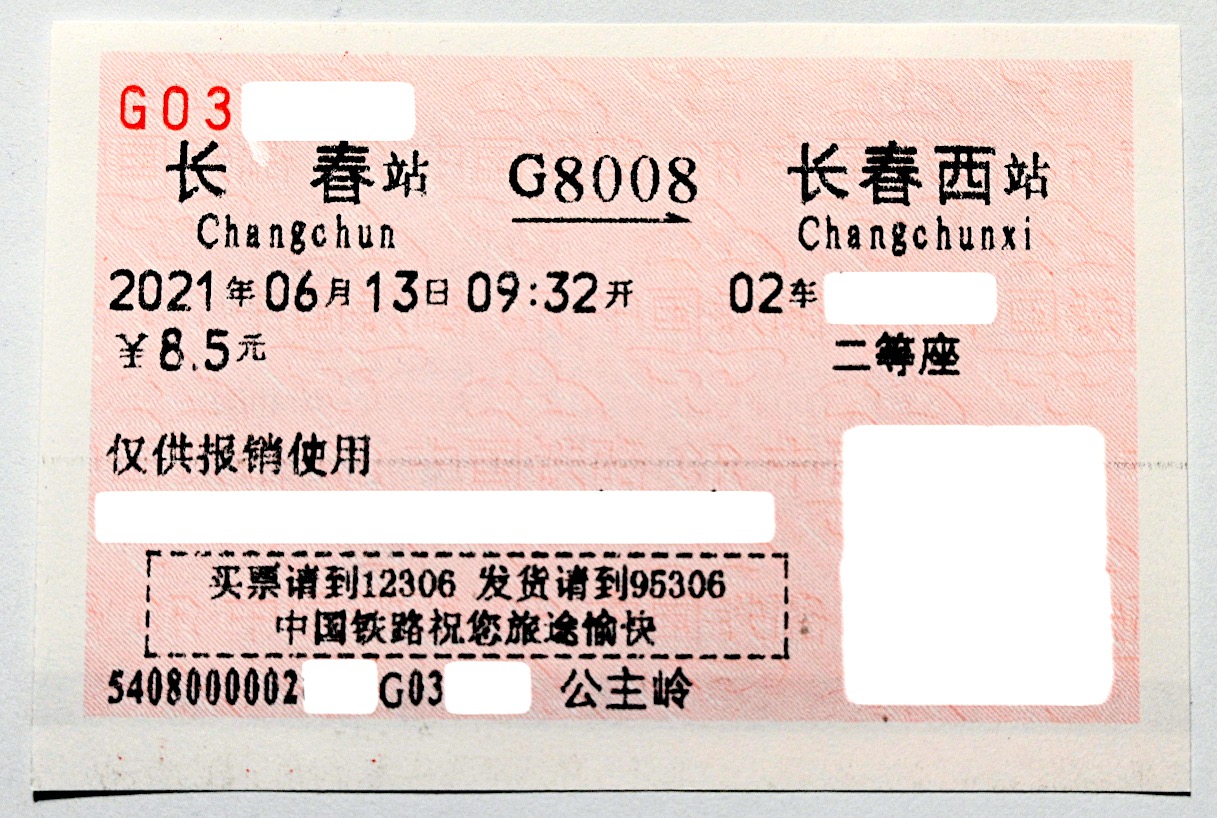 G03
长 春站 G8008 长春西站
Changchun Changchunxi
2021年06月13日 09:32开 02车
￥8.5元 二等座
仅供报销使用
买票请到12306 发货请到95306
中国铁路祝您旅途愉快
5408000002 G03 公主岭